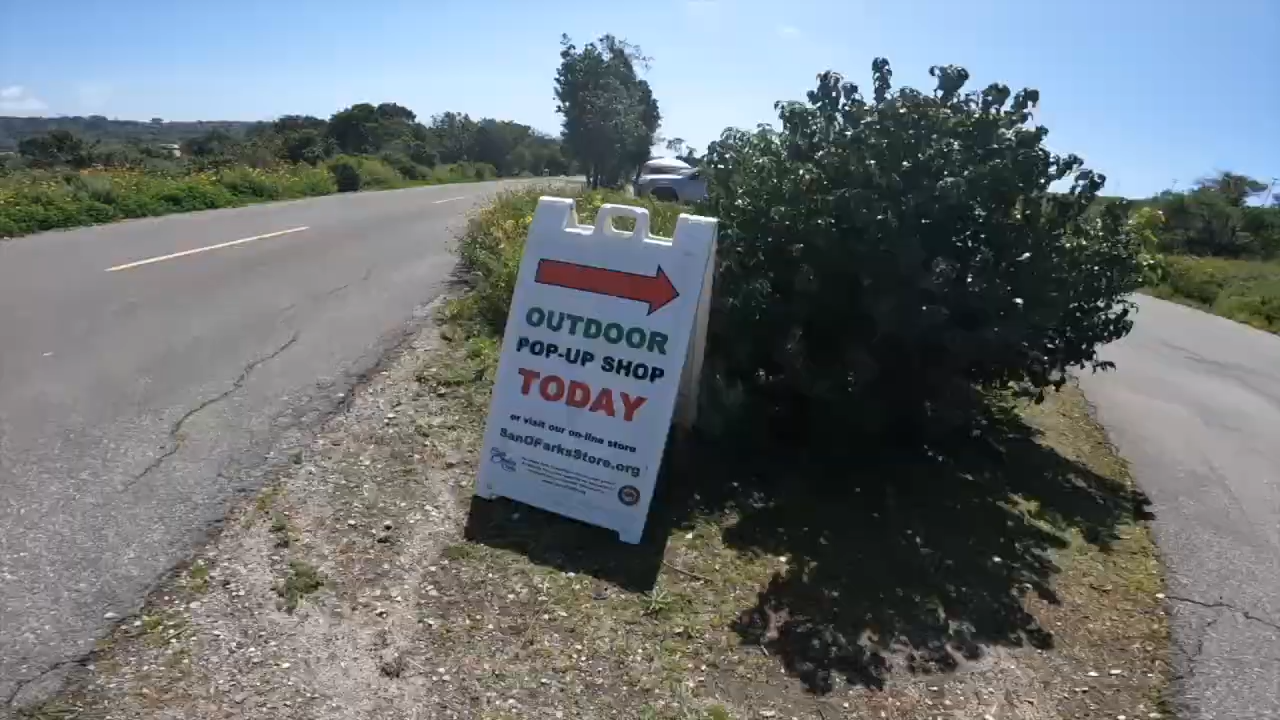 OUTDOOR
POP-UP SHOP
TODAY
or visit our on-line store
SanOParksStore.org